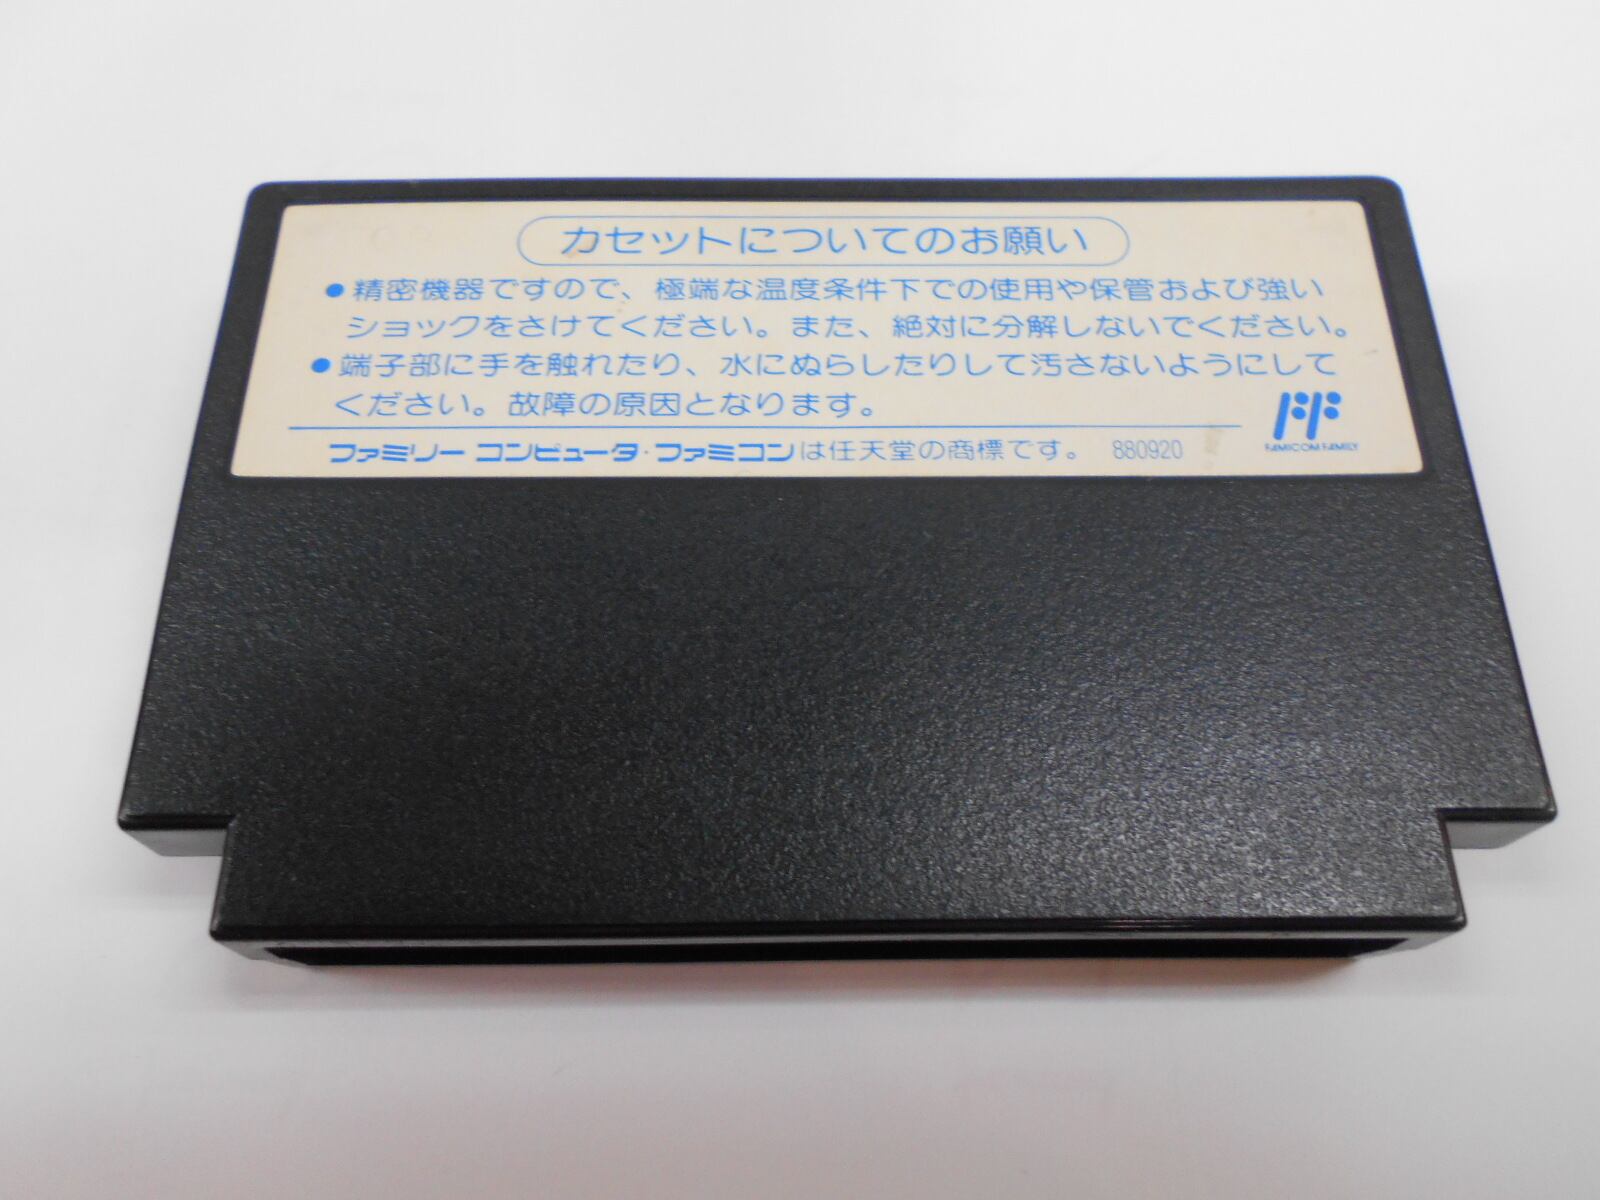 カセットについてのお願い
●精密機器ですので、極端な温度条件下での使用や保管および強い
ショックをさけてください。また、絶対に分解しないでください。
●端子部に手を触れたり、水にぬらしたりして汚さないようにして
ください。故障の原因となります。
ファミリー コンピュータ・ファミコンは任天堂の商標です。 880920
FF
FAMICOM FAMILY